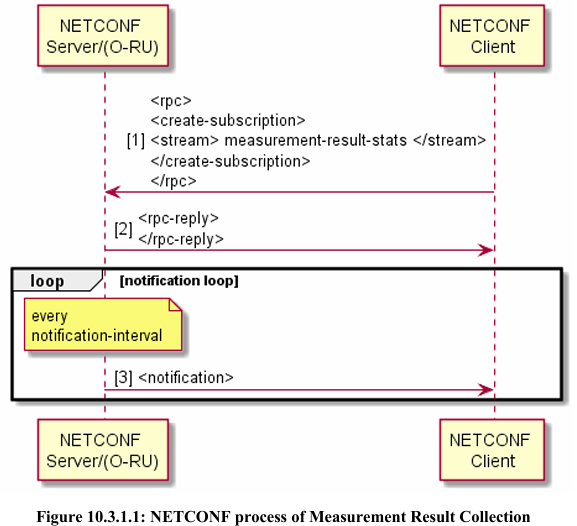 NETCONF
Server/(O-RU)
NETCONF
Client
<rpc>
<create-subscription>
[1] <stream> measurement-result-stats </stream>
</create-subscription>
</rpc>
[2] <rpc-reply>
</rpc-reply>
loop [notification loop]
every
notification-interval
[3] <notification>
NETCONF
Server/(O-RU)
NETCONF
Client
Figure 10.3.1.1: NETCONF process of Measurement Result Collection